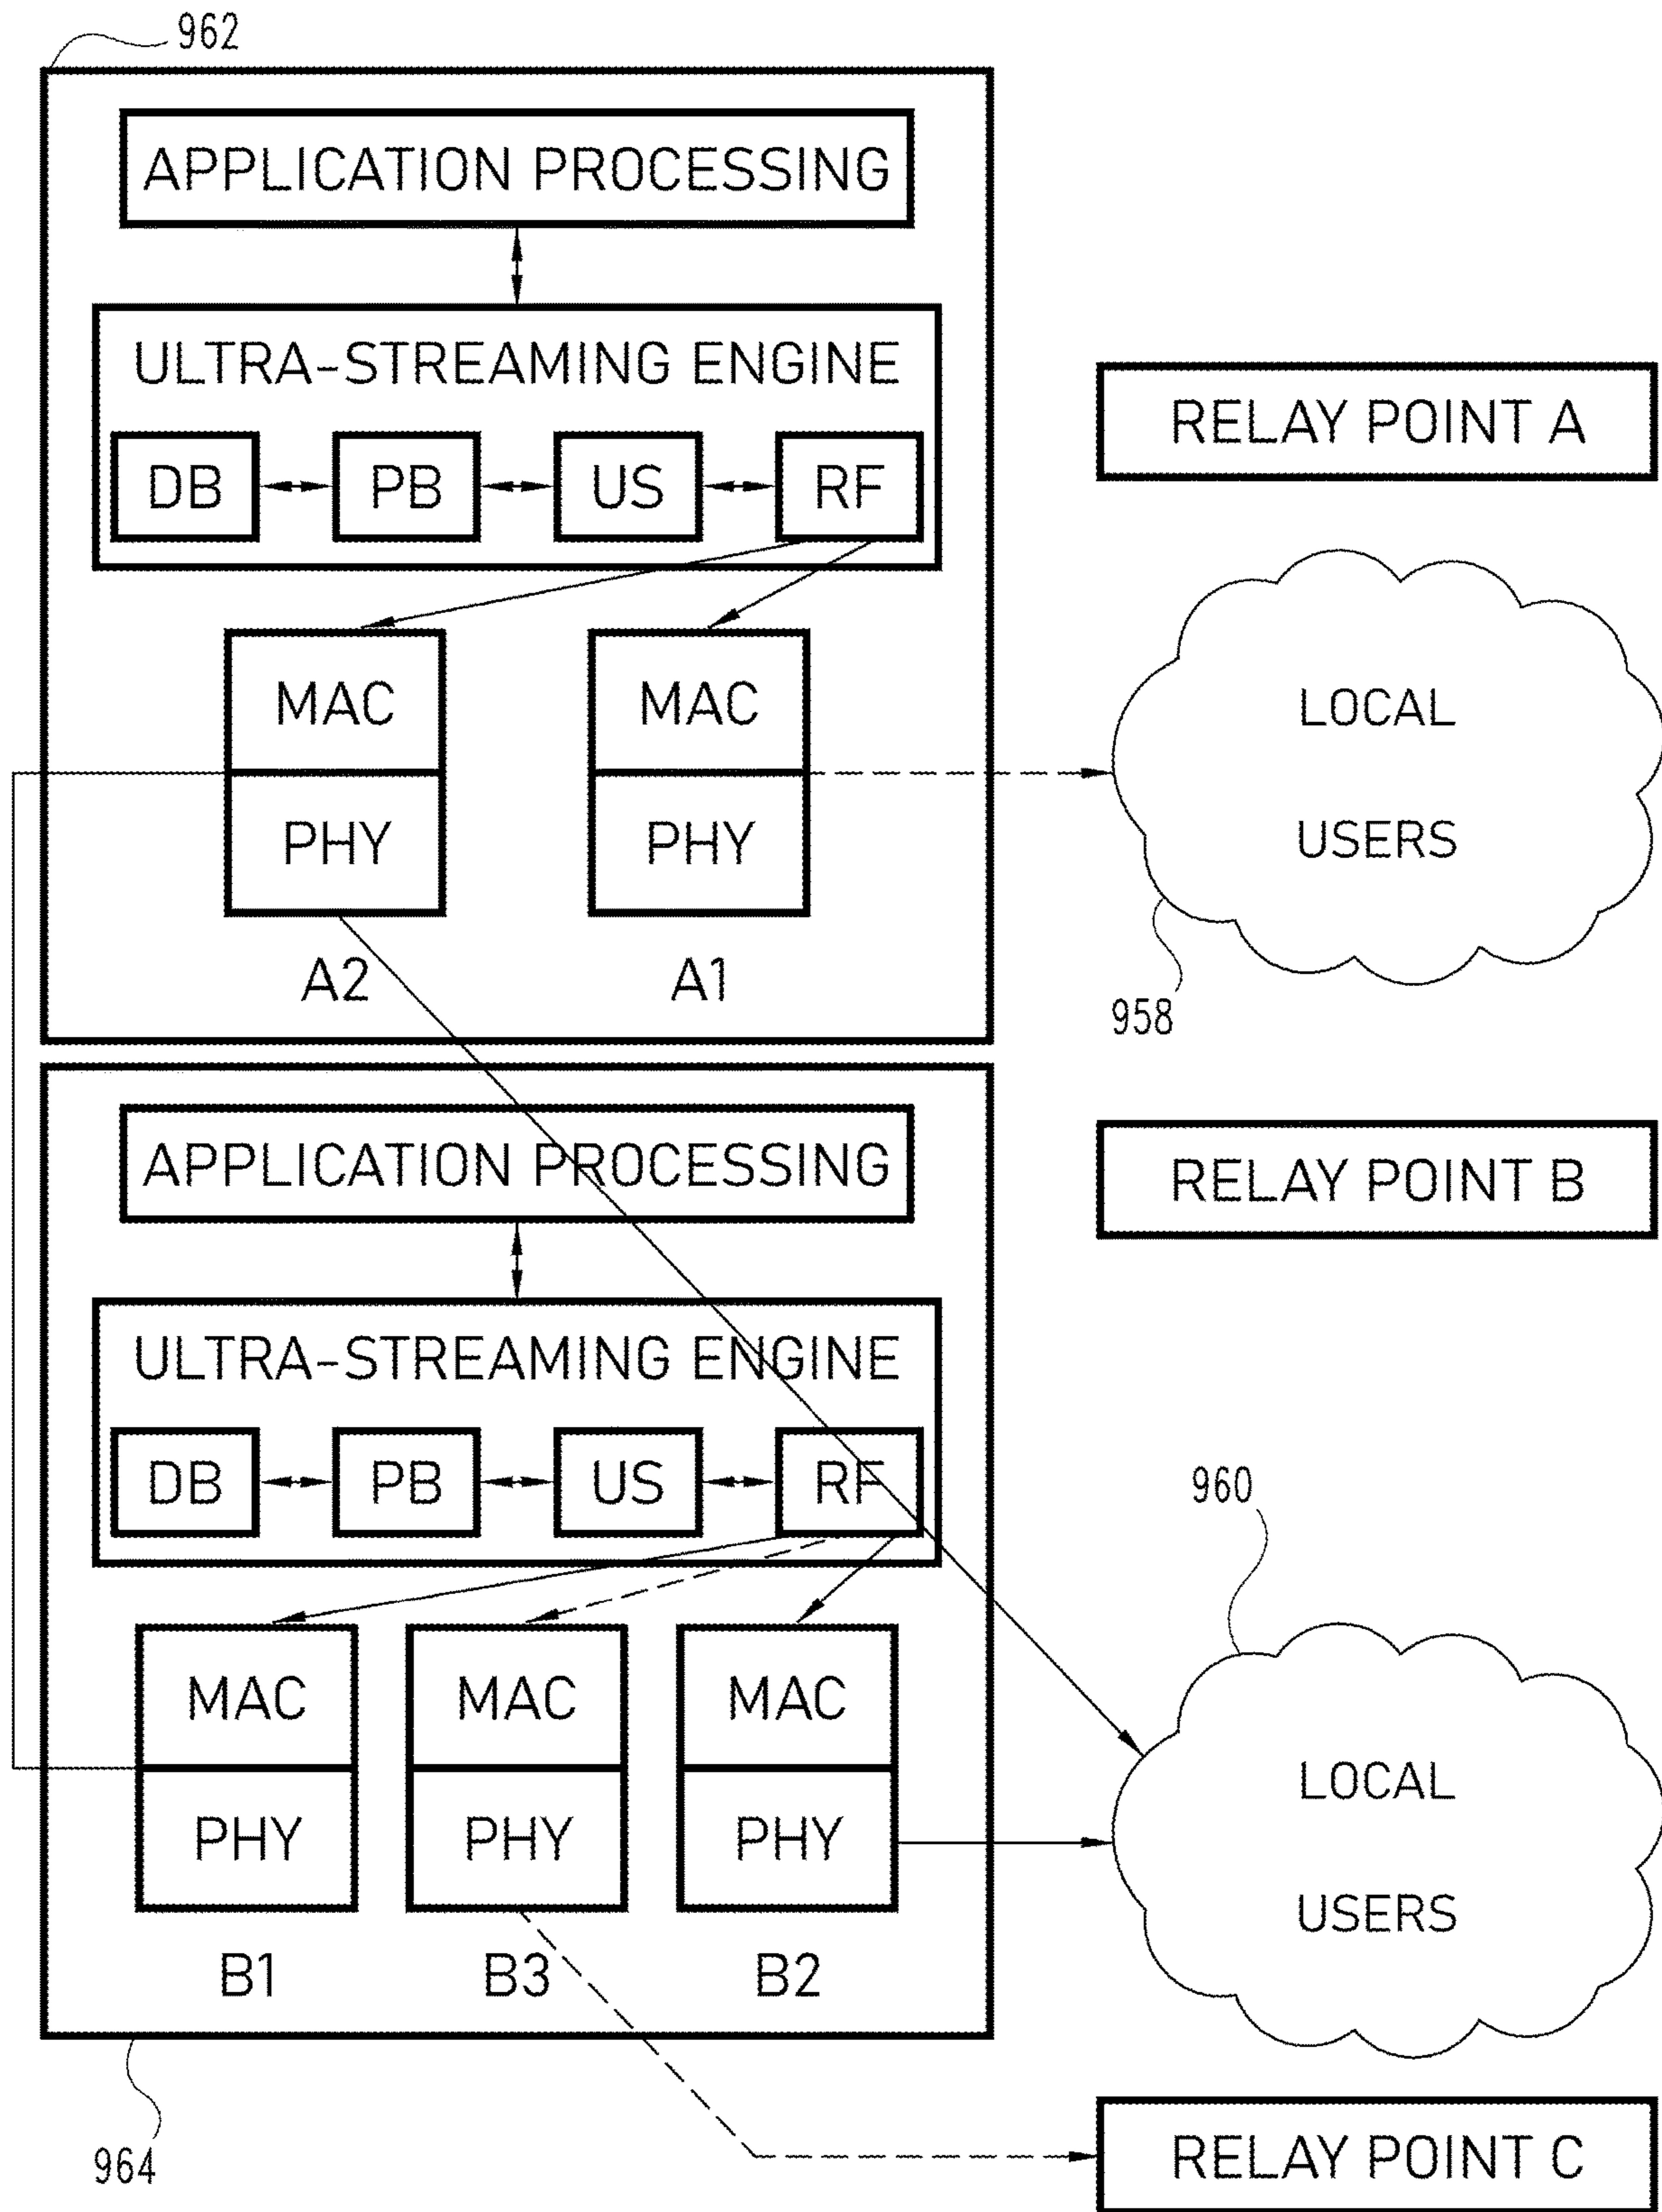 962
APPLICATION PROCESSING
ULTRA-STREAMING ENGINE
DB PB US RF
MAC MAC
PHY PHY
A2 A1
RELAY POINT A
LOCAL
USERS
958
APPLICATION PROCESSING
ULTRA-STREAMING ENGINE
DB PB US RF
MAC MAC MAC
PHY PHY PHY
B1 B3 B2
964
RELAY POINT B
960
LOCAL
USERS
RELAY POINT C